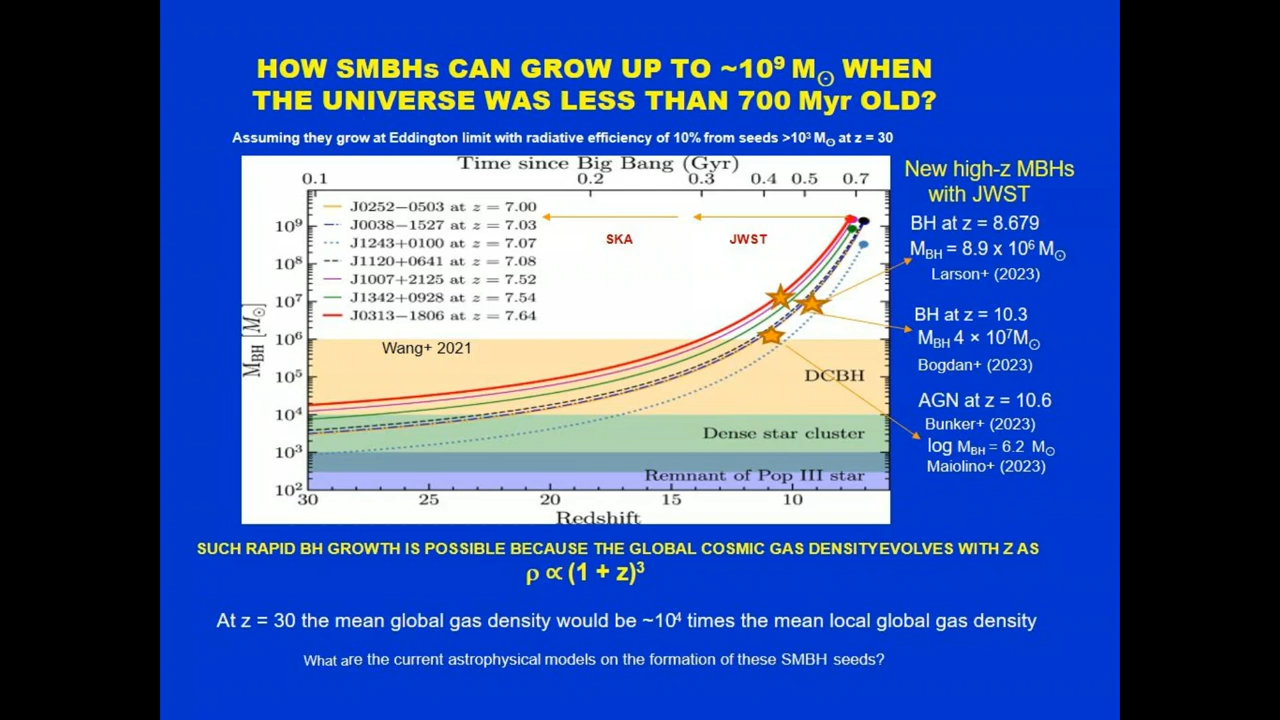 HOW SMBHs CAN GROW UP TO ~10⁹ M⊙ WHEN
THE UNIVERSE WAS LESS THAN 700 Myr OLD?
Assuming they grow at Eddington limit with radiative efficiency of 10% from seeds >10³ M⊙ at z = 30
Time since Big Bang (Gyr)
0.1 0.2 0.3 0.4 0.5 0.7
J0252−0503 at z = 7.00
J0038−1527 at z = 7.03
J1243+0100 at z = 7.07
J1120+0641 at z = 7.08
J1007+2125 at z = 7.52
J1342+0928 at z = 7.54
J0313−1806 at z = 7.64
SKA
JWST
Wang+ 2021
DCBH
Dense star cluster
Remnant of Pop III star
M_BH [M⊙]
10⁹
10⁸
10⁷
10⁶
10⁵
10⁴
10³
10²
30 25 20 15 10
Redshift
New high-z MBHs
with JWST
BH at z = 8.679
M_BH = 8.9 x 10⁶ M⊙
Larson+ (2023)
BH at z = 10.3
M_BH 4 × 10⁷M⊙
Bogdan+ (2023)
AGN at z = 10.6
Bunker+ (2023)
log M_BH = 6.2 M⊙
Maiolino+ (2023)
SUCH RAPID BH GROWTH IS POSSIBLE BECAUSE THE GLOBAL COSMIC GAS DENSITY EVOLVES WITH Z AS
ρ ∝ (1 + z)³
At z = 30 the mean global gas density would be ~10⁴ times the mean local global gas density
What are the current astrophysical models on the formation of these SMBH seeds?